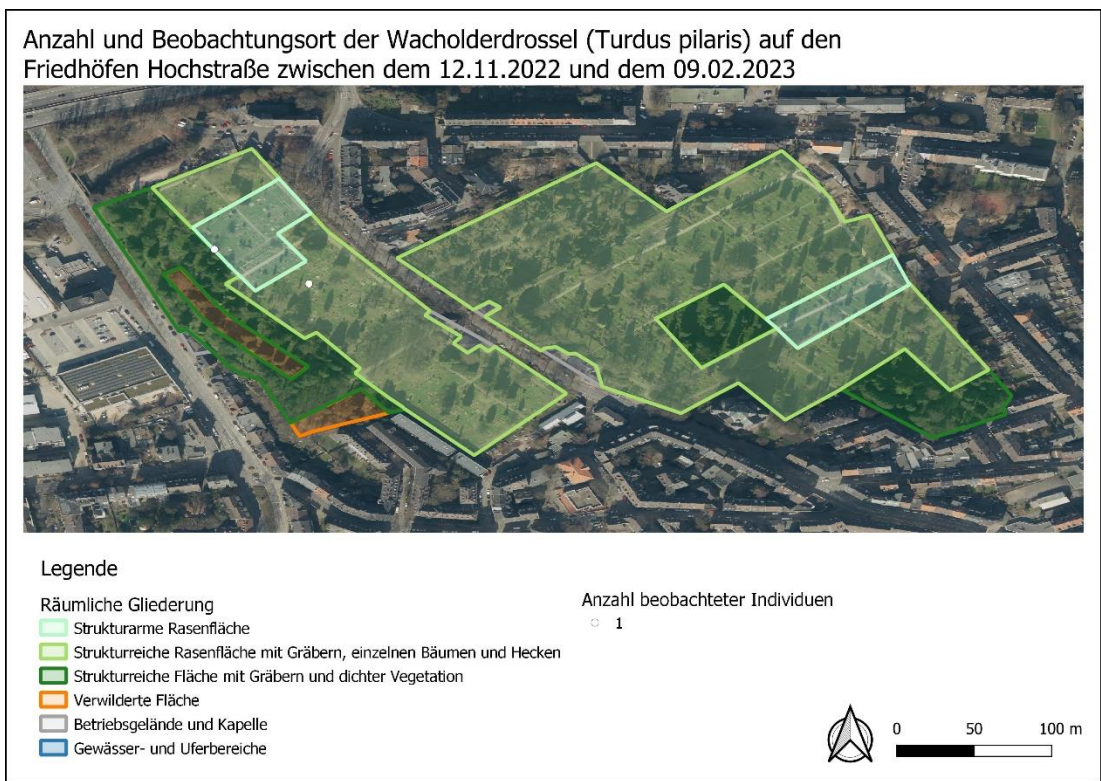 Anzahl und Beobachtungsort der Wacholderdrossel (Turdus pilaris) auf den
Friedhöfen Hochstraße zwischen dem 12.11.2022 und dem 09.02.2023
Legende
Räumliche Gliederung
Strukturarme Rasenfläche
Strukturreiche Rasenfläche mit Gräbern, einzelnen Bäumen und Hecken
Strukturreiche Fläche mit Gräbern und dichter Vegetation
Verwilderte Fläche
Betriebsgelände und Kapelle
Gewässer- und Uferbereiche
Anzahl beobachteter Individuen
1
0 50 100 m